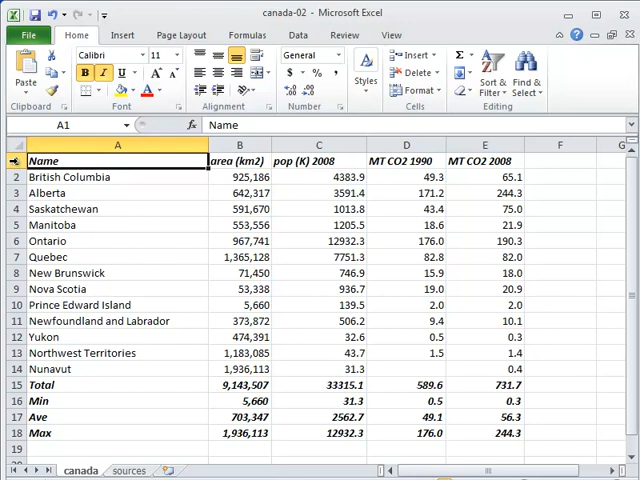 canada-02 - Microsoft Excel
File Home Insert Page Layout Formulas Data Review View
Calibri 11 Insert Σ
Paste B I U A A $ % , Styles Delete Sort & Filter Find & Select
Format
Clipboard Font Alignment Number Cells Editing
A1 fx Name
A B C D E F G
Name area (km2) pop (K) 2008 MT CO2 1990 MT CO2 2008
2 British Columbia 925,186 4383.9 49.3 65.1
3 Alberta 642,317 3591.4 171.2 244.3
4 Saskatchewan 591,670 1013.8 43.4 75.0
5 Manitoba 553,556 1205.5 18.6 21.9
6 Ontario 967,741 12932.3 176.0 190.3
7 Quebec 1,365,128 7751.3 82.8 82.0
8 New Brunswick 71,450 746.9 15.9 18.0
9 Nova Scotia 53,338 936.7 19.0 20.9
10 Prince Edward Island 5,660 139.5 2.0 2.0
11 Newfoundland and Labrador 373,872 506.2 9.4 10.1
12 Yukon 474,391 32.6 0.5 0.3
13 Northwest Territories 1,183,085 43.7 1.5 1.4
14 Nunavut 1,936,113 31.3 0.4
15 Total 9,143,507 33315.1 589.6 731.7
16 Min 5,660 31.3 0.5 0.3
17 Ave 703,347 2562.7 49.1 56.3
18 Max 1,936,113 12932.3 176.0 244.3
19
canada sources